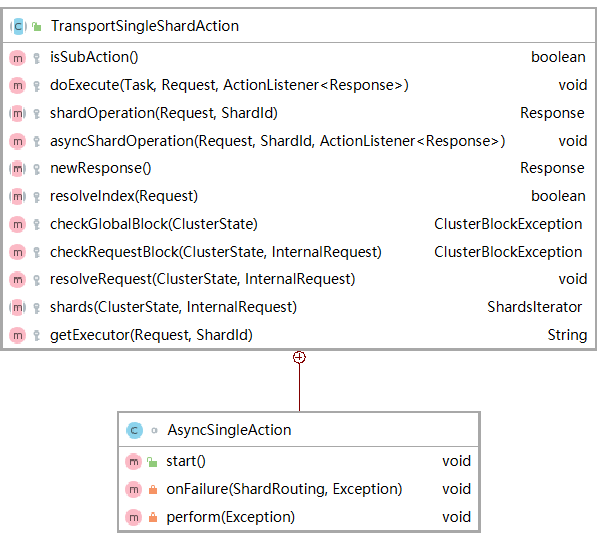 TransportSingleShardAction
isSubAction() boolean
doExecute(Task, Request, ActionListener<Response>) void
shardOperation(Request, ShardId) Response
asyncShardOperation(Request, ShardId, ActionListener<Response>) void
newResponse() Response
resolveIndex(Request) boolean
checkGlobalBlock(ClusterState) ClusterBlockException
checkRequestBlock(ClusterState, InternalRequest) ClusterBlockException
resolveRequest(ClusterState, InternalRequest) void
shards(ClusterState, InternalRequest) ShardsIterator
getExecutor(Request, ShardId) String
AsyncSingleAction
start() void
onFailure(ShardRouting, Exception) void
perform(Exception) void